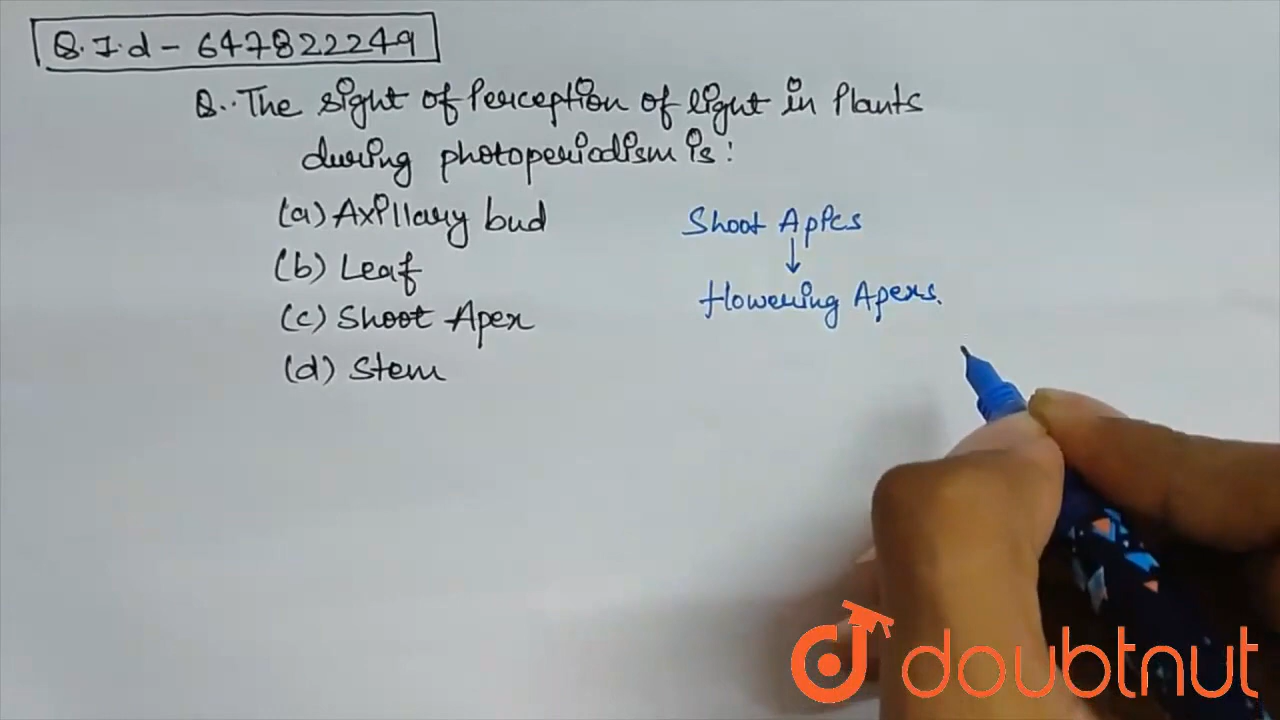 Q.I.d - 647822249
Q.. The sight of Perception of light in Plants
during photoperiodism is:
(a) Axillary bud
(b) Leaf
(c) Shoot Apex
(d) Stem
Shoot Apics
↓
flowering Apexs.
doubtnut